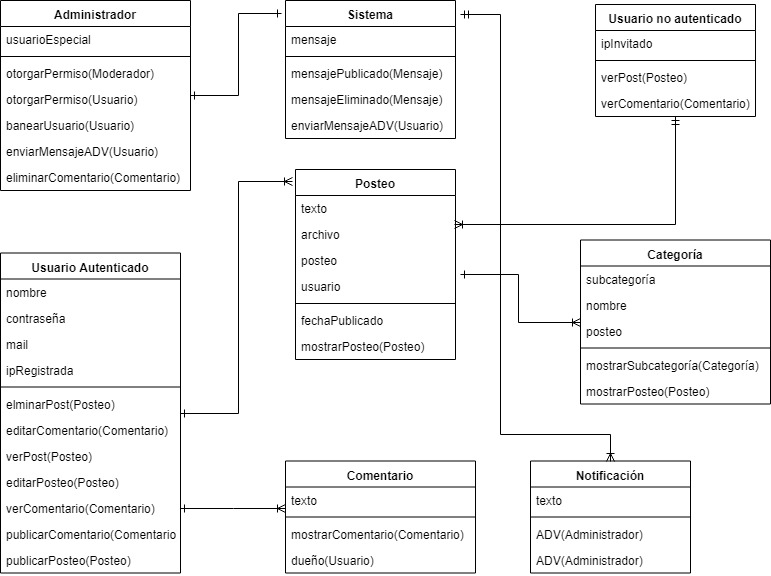 Administrador
usuarioEspecial
otorgarPermiso(Moderador)
otorgarPermiso(Usuario)
banearUsuario(Usuario)
enviarMensajeADV(Usuario)
eliminarComentario(Comentario)
Sistema
mensaje
mensajePublicado(Mensaje)
mensajeEliminado(Mensaje)
enviarMensajeADV(Usuario)
Usuario no autenticado
ipInvitado
verPost(Posteo)
verComentario(Comentario)
Posteo
texto
archivo
posteo
usuario
fechaPublicado
mostrarPosteo(Posteo)
Categoría
subcategoría
nombre
posteo
mostrarSubcategoría(Categoría)
mostrarPosteo(Posteo)
Usuario Autenticado
nombre
contraseña
mail
ipRegistrada
elminarPost(Posteo)
editarComentario(Comentario)
verPost(Posteo)
editarPosteo(Posteo)
verComentario(Comentario)
publicarComentario(Comentario
publicarPosteo(Posteo)
Comentario
texto
mostrarComentario(Comentario)
dueño(Usuario)
Notificación
texto
ADV(Administrador)
ADV(Administrador)